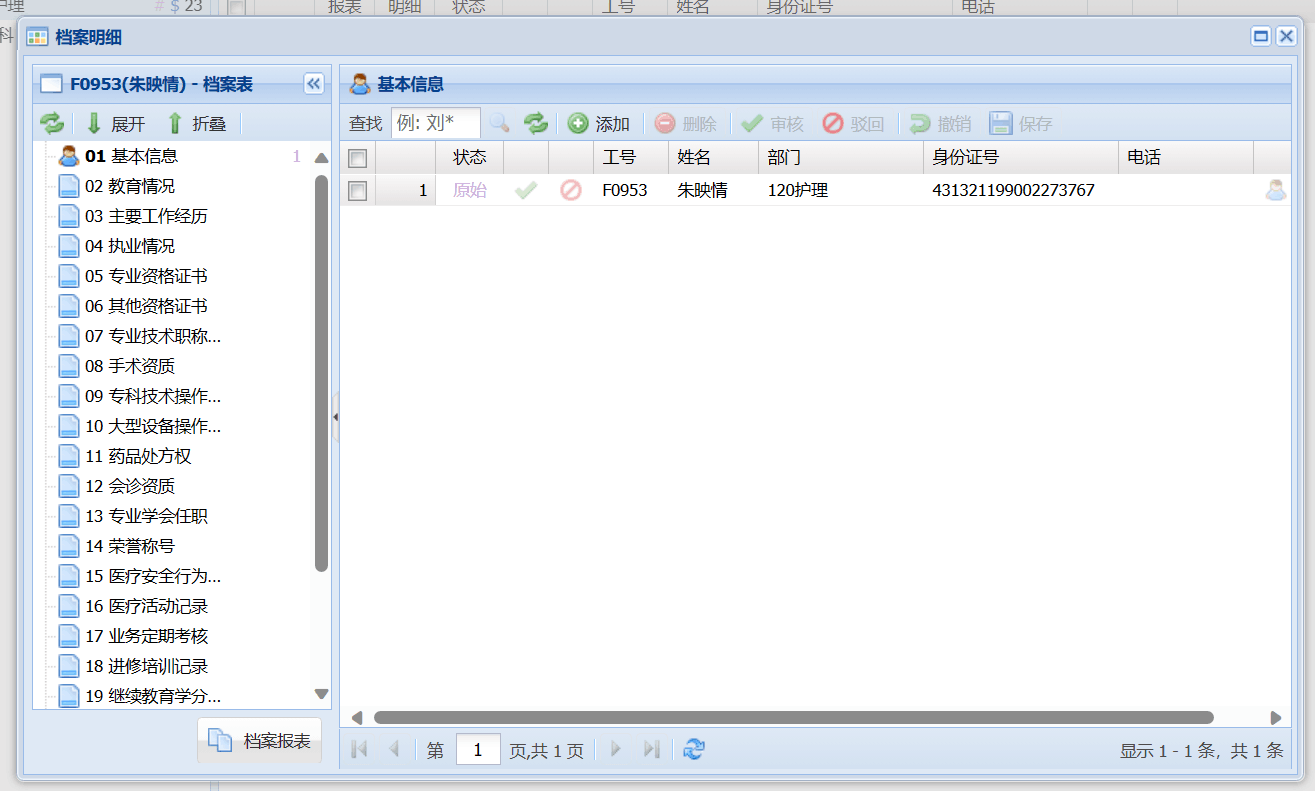 护理 # $ 23 报表 明细 状态 工号 姓名 身份证号 电话
科
档案明细
F0953(朱映情) - 档案表
展开 折叠
01 基本信息 1
02 教育情况
03 主要工作经历
04 执业情况
05 专业资格证书
06 其他资格证书
07 专业技术职称...
08 手术资质
09 专科技术操作...
10 大型设备操作...
11 药品处方权
12 会诊资质
13 专业学会任职
14 荣誉称号
15 医疗安全行为...
16 医疗活动记录
17 业务定期考核
18 进修培训记录
19 继续教育学分...
档案报表
基本信息
查找 例: 刘* 添加 删除 审核 驳回 撤销 保存
状态 工号 姓名 部门 身份证号 电话
1 原始 F0953 朱映情 120护理 431321199002273767
第 1 页,共 1 页 显示 1 - 1 条，共 1 条